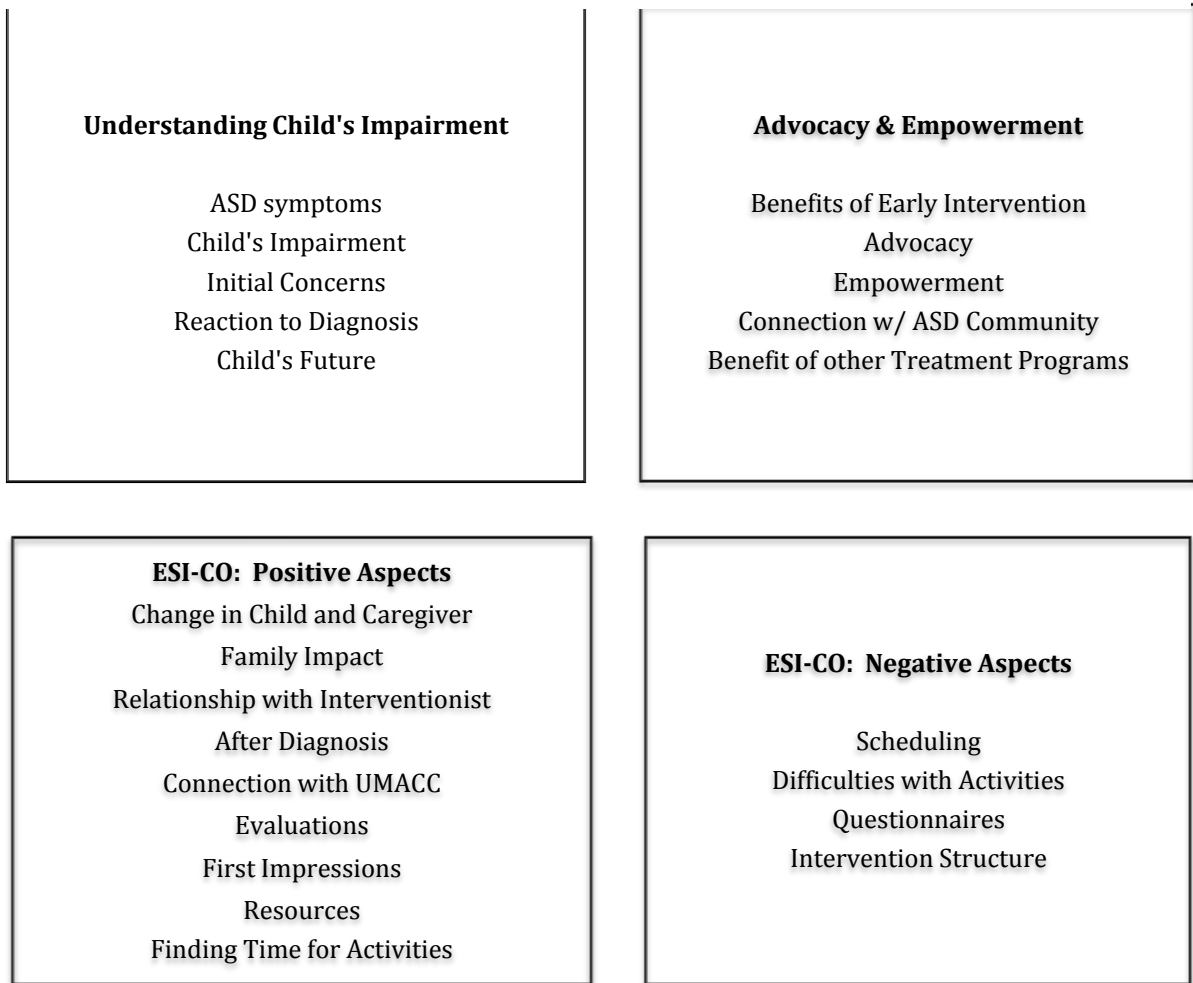 Understanding Child's Impairment
ASD symptoms
Child's Impairment
Initial Concerns
Reaction to Diagnosis
Child's Future
Advocacy & Empowerment
Benefits of Early Intervention
Advocacy
Empowerment
Connection w/ ASD Community
Benefit of other Treatment Programs
ESI-CO: Positive Aspects
Change in Child and Caregiver
Family Impact
Relationship with Interventionist
After Diagnosis
Connection with UMACC
Evaluations
First Impressions
Resources
Finding Time for Activities
ESI-CO: Negative Aspects
Scheduling
Difficulties with Activities
Questionnaires
Intervention Structure